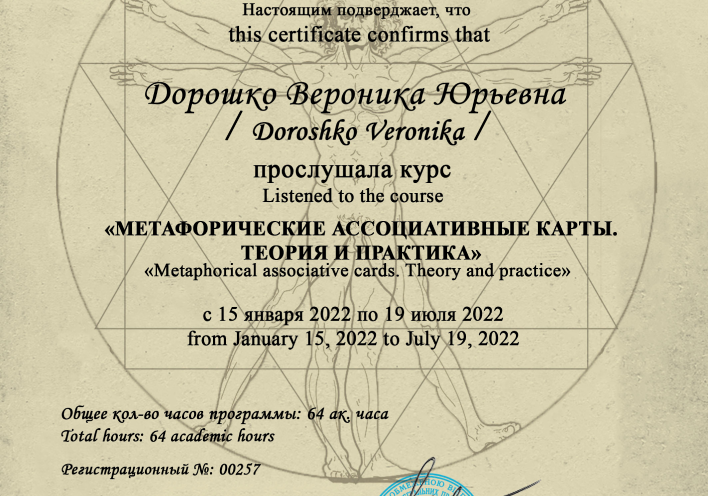 Настоящим подверджает, что
this certificate confirms that
Дорошко Вероника Юрьевна
/ Doroshko Veronika /
прослушала курс
Listened to the course
«МЕТАФОРИЧЕСКИЕ АССОЦИАТИВНЫЕ КАРТЫ.
ТЕОРИЯ И ПРАКТИКА»
«Metaphorical associative cards. Theory and practice»
с 15 января 2022 по 19 июля 2022
from January 15, 2022 to July 19, 2022
Общее кол-во часов программы: 64 ак. часа
Total hours: 64 academic hours
Регистрационный №: 00257